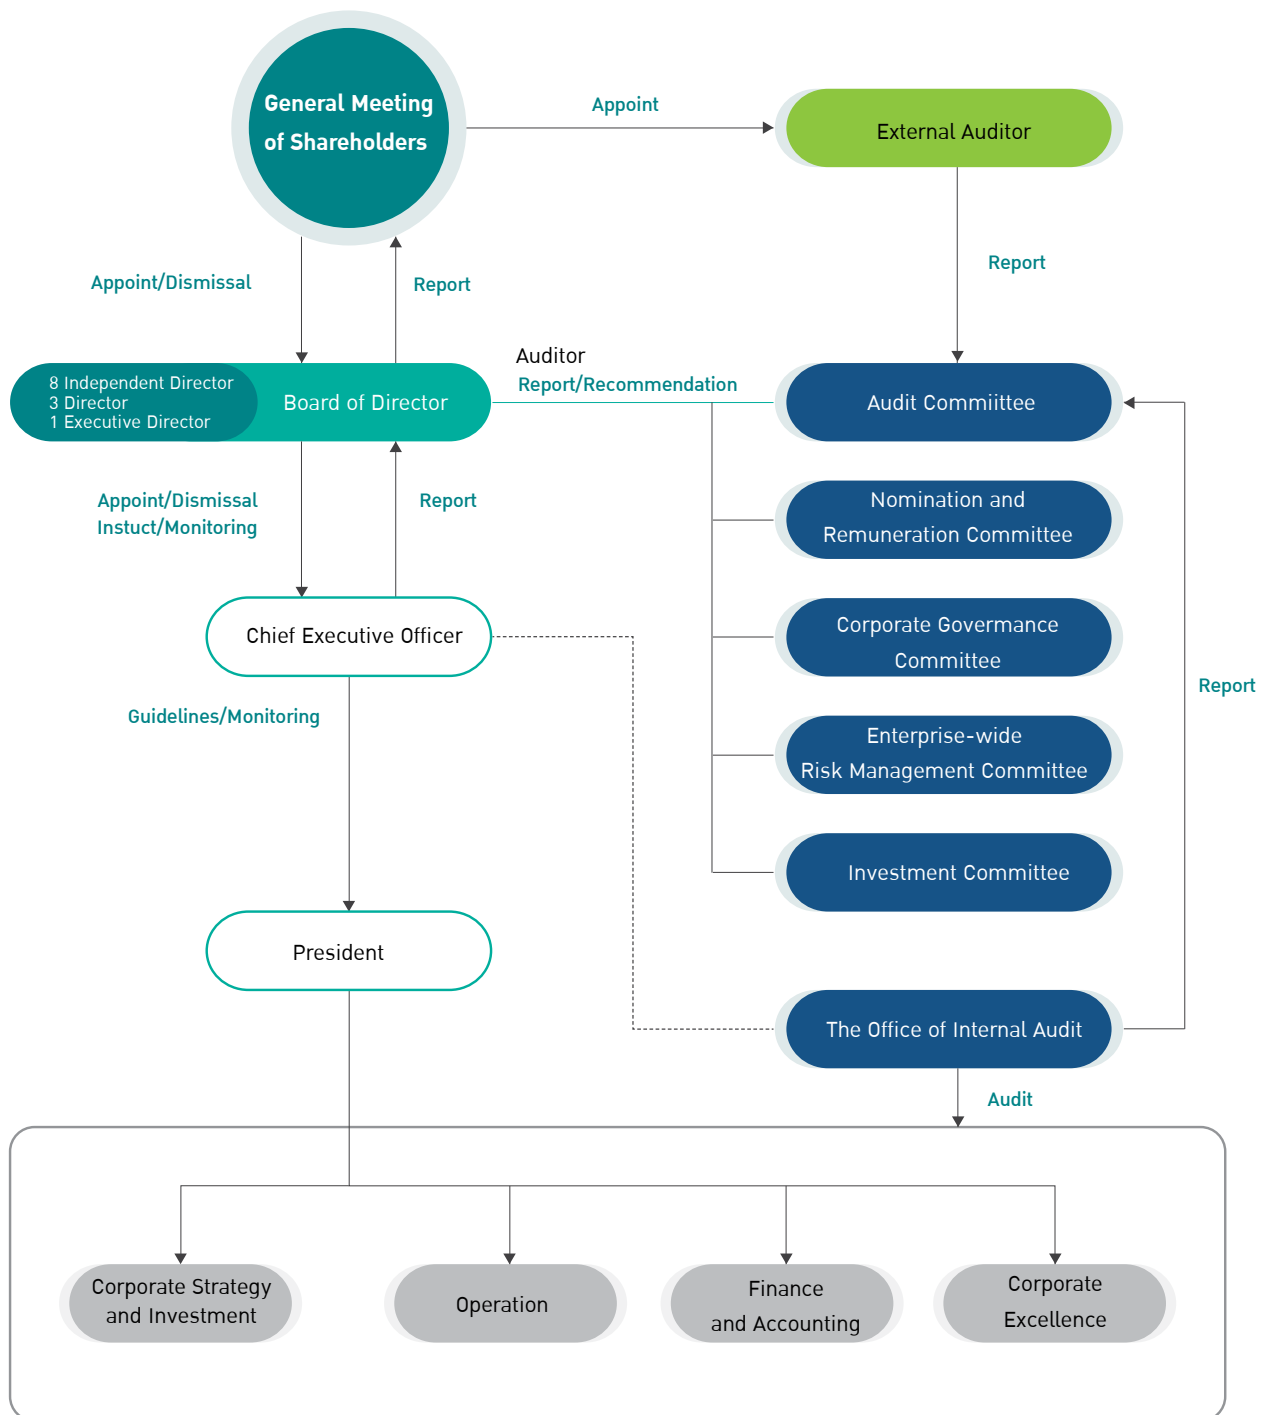 General Meeting
of Shareholders
Appoint
External Auditor
Appoint/Dismissal
Report
Report
8 Independent Director
3 Director
1 Executive Director
Board of Director
Auditor
Report/Recommendation
Audit Commiittee
Appoint/Dismissal
Instuct/Monitoring
Report
Nomination and
Remuneration Committee
Chief Executive Officer
Corporate Governance
Committee
Report
Guidelines/Monitoring
Enterprise-wide
Risk Management Committee
Investment Committee
President
The Office of Internal Audit
Audit
Corporate Strategy
and Investment
Operation
Finance
and Accounting
Corporate
Excellence